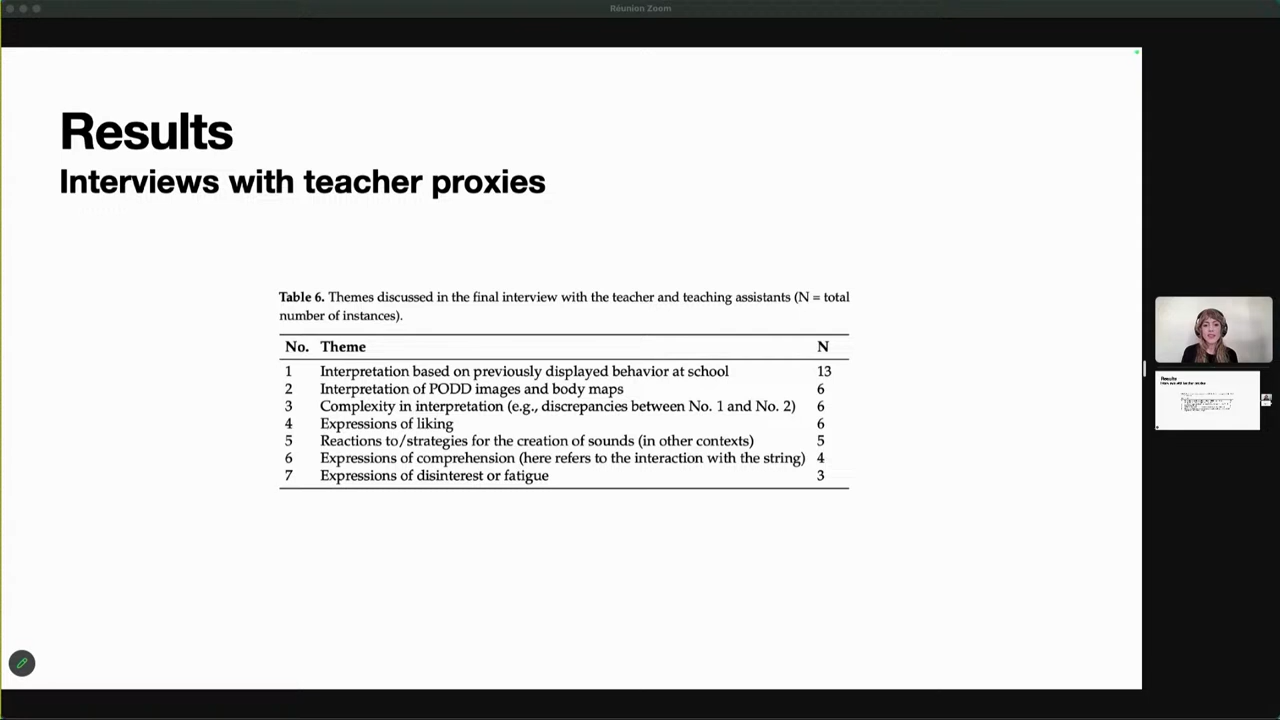 Réunion Zoom
Results
Interviews with teacher proxies
Table 6. Themes discussed in the final interview with the teacher and teaching assistants (N = total
number of instances).
No. Theme N
1 Interpretation based on previously displayed behavior at school 13
2 Interpretation of PODD images and body maps 6
3 Complexity in interpretation (e.g., discrepancies between No. 1 and No. 2) 6
4 Expressions of liking 6
5 Reactions to/strategies for the creation of sounds (in other contexts) 5
6 Expressions of comprehension (here refers to the interaction with the string) 4
7 Expressions of disinterest or fatigue 3
Results
Interviews with teacher proxies